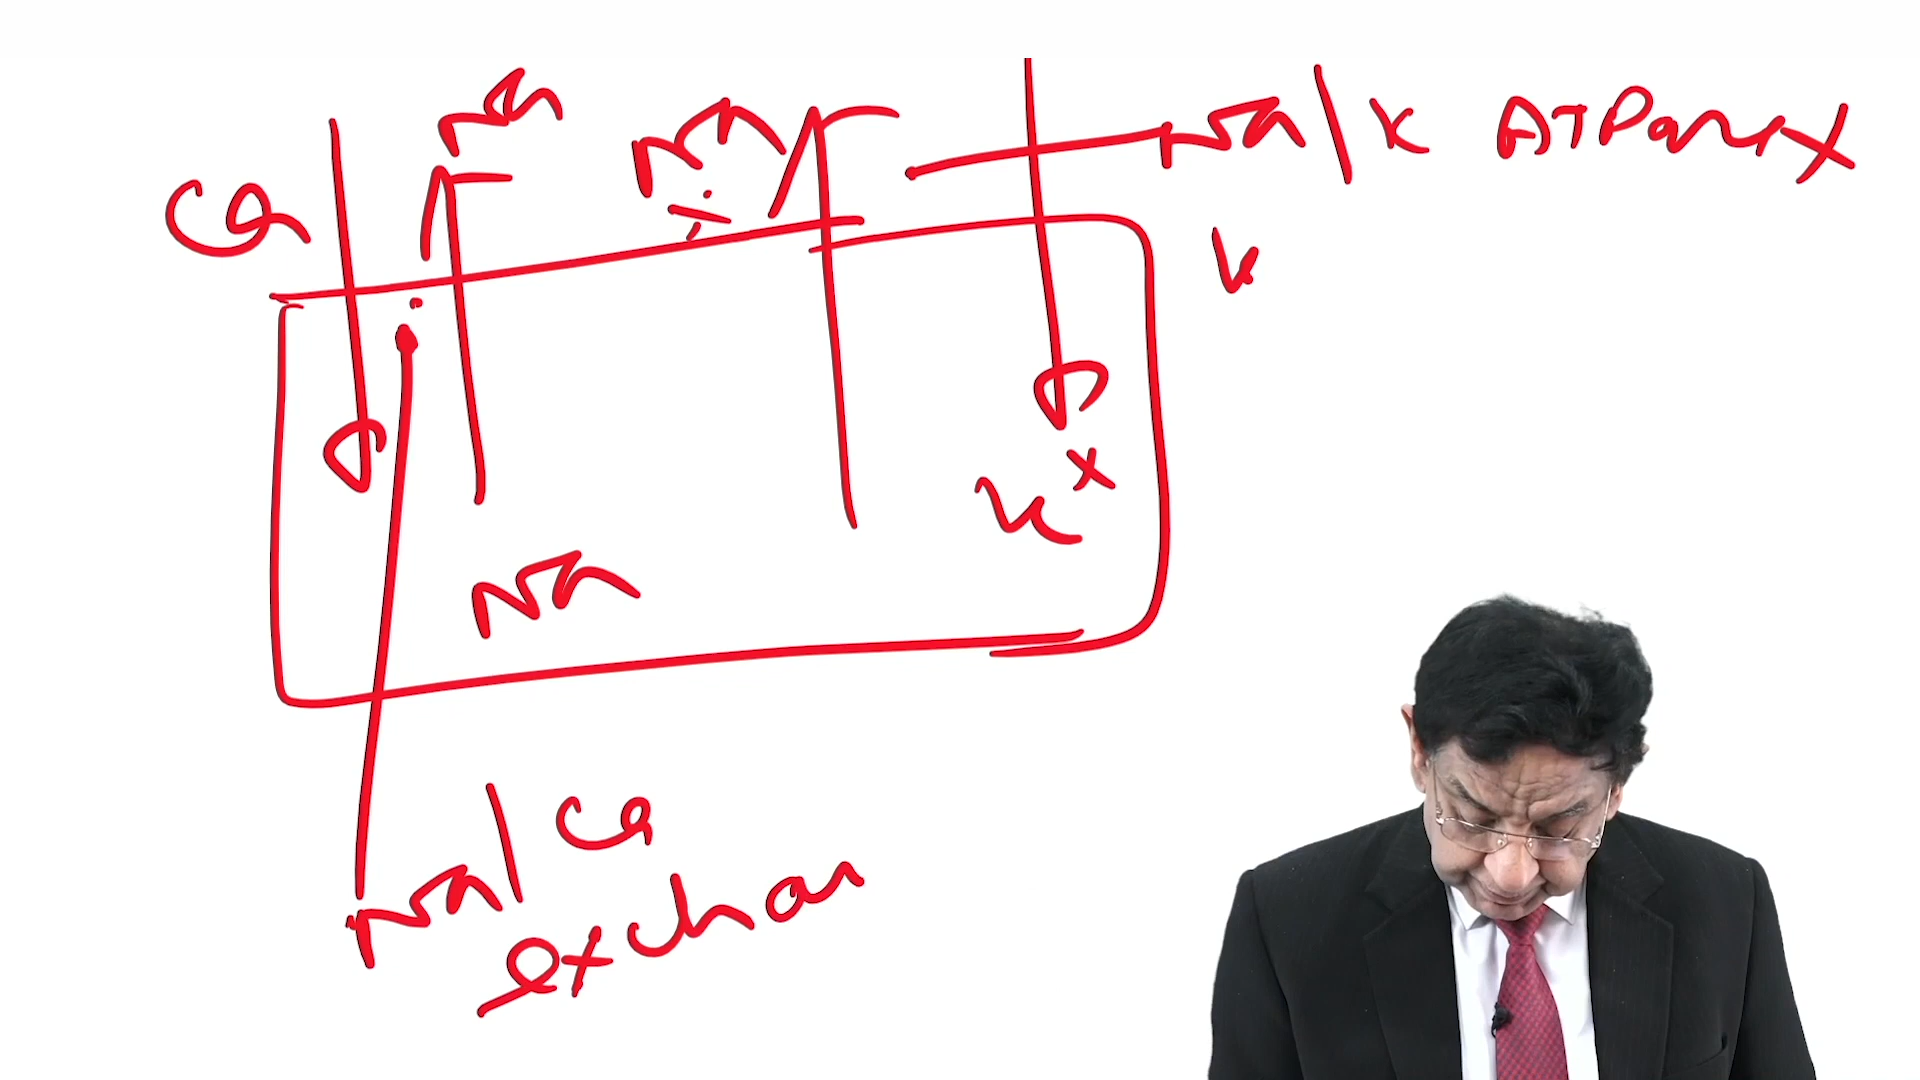 Na Na Na/K ATPase x
Ca
K
K x
Na
Na/Ca
exchan